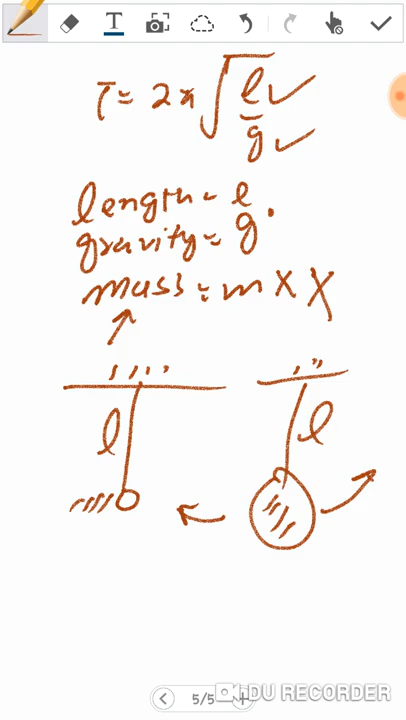 T
T = 2π √l/g
length = l
gravity = g.
mass = m X X
l l
5/5
DU RECORDER